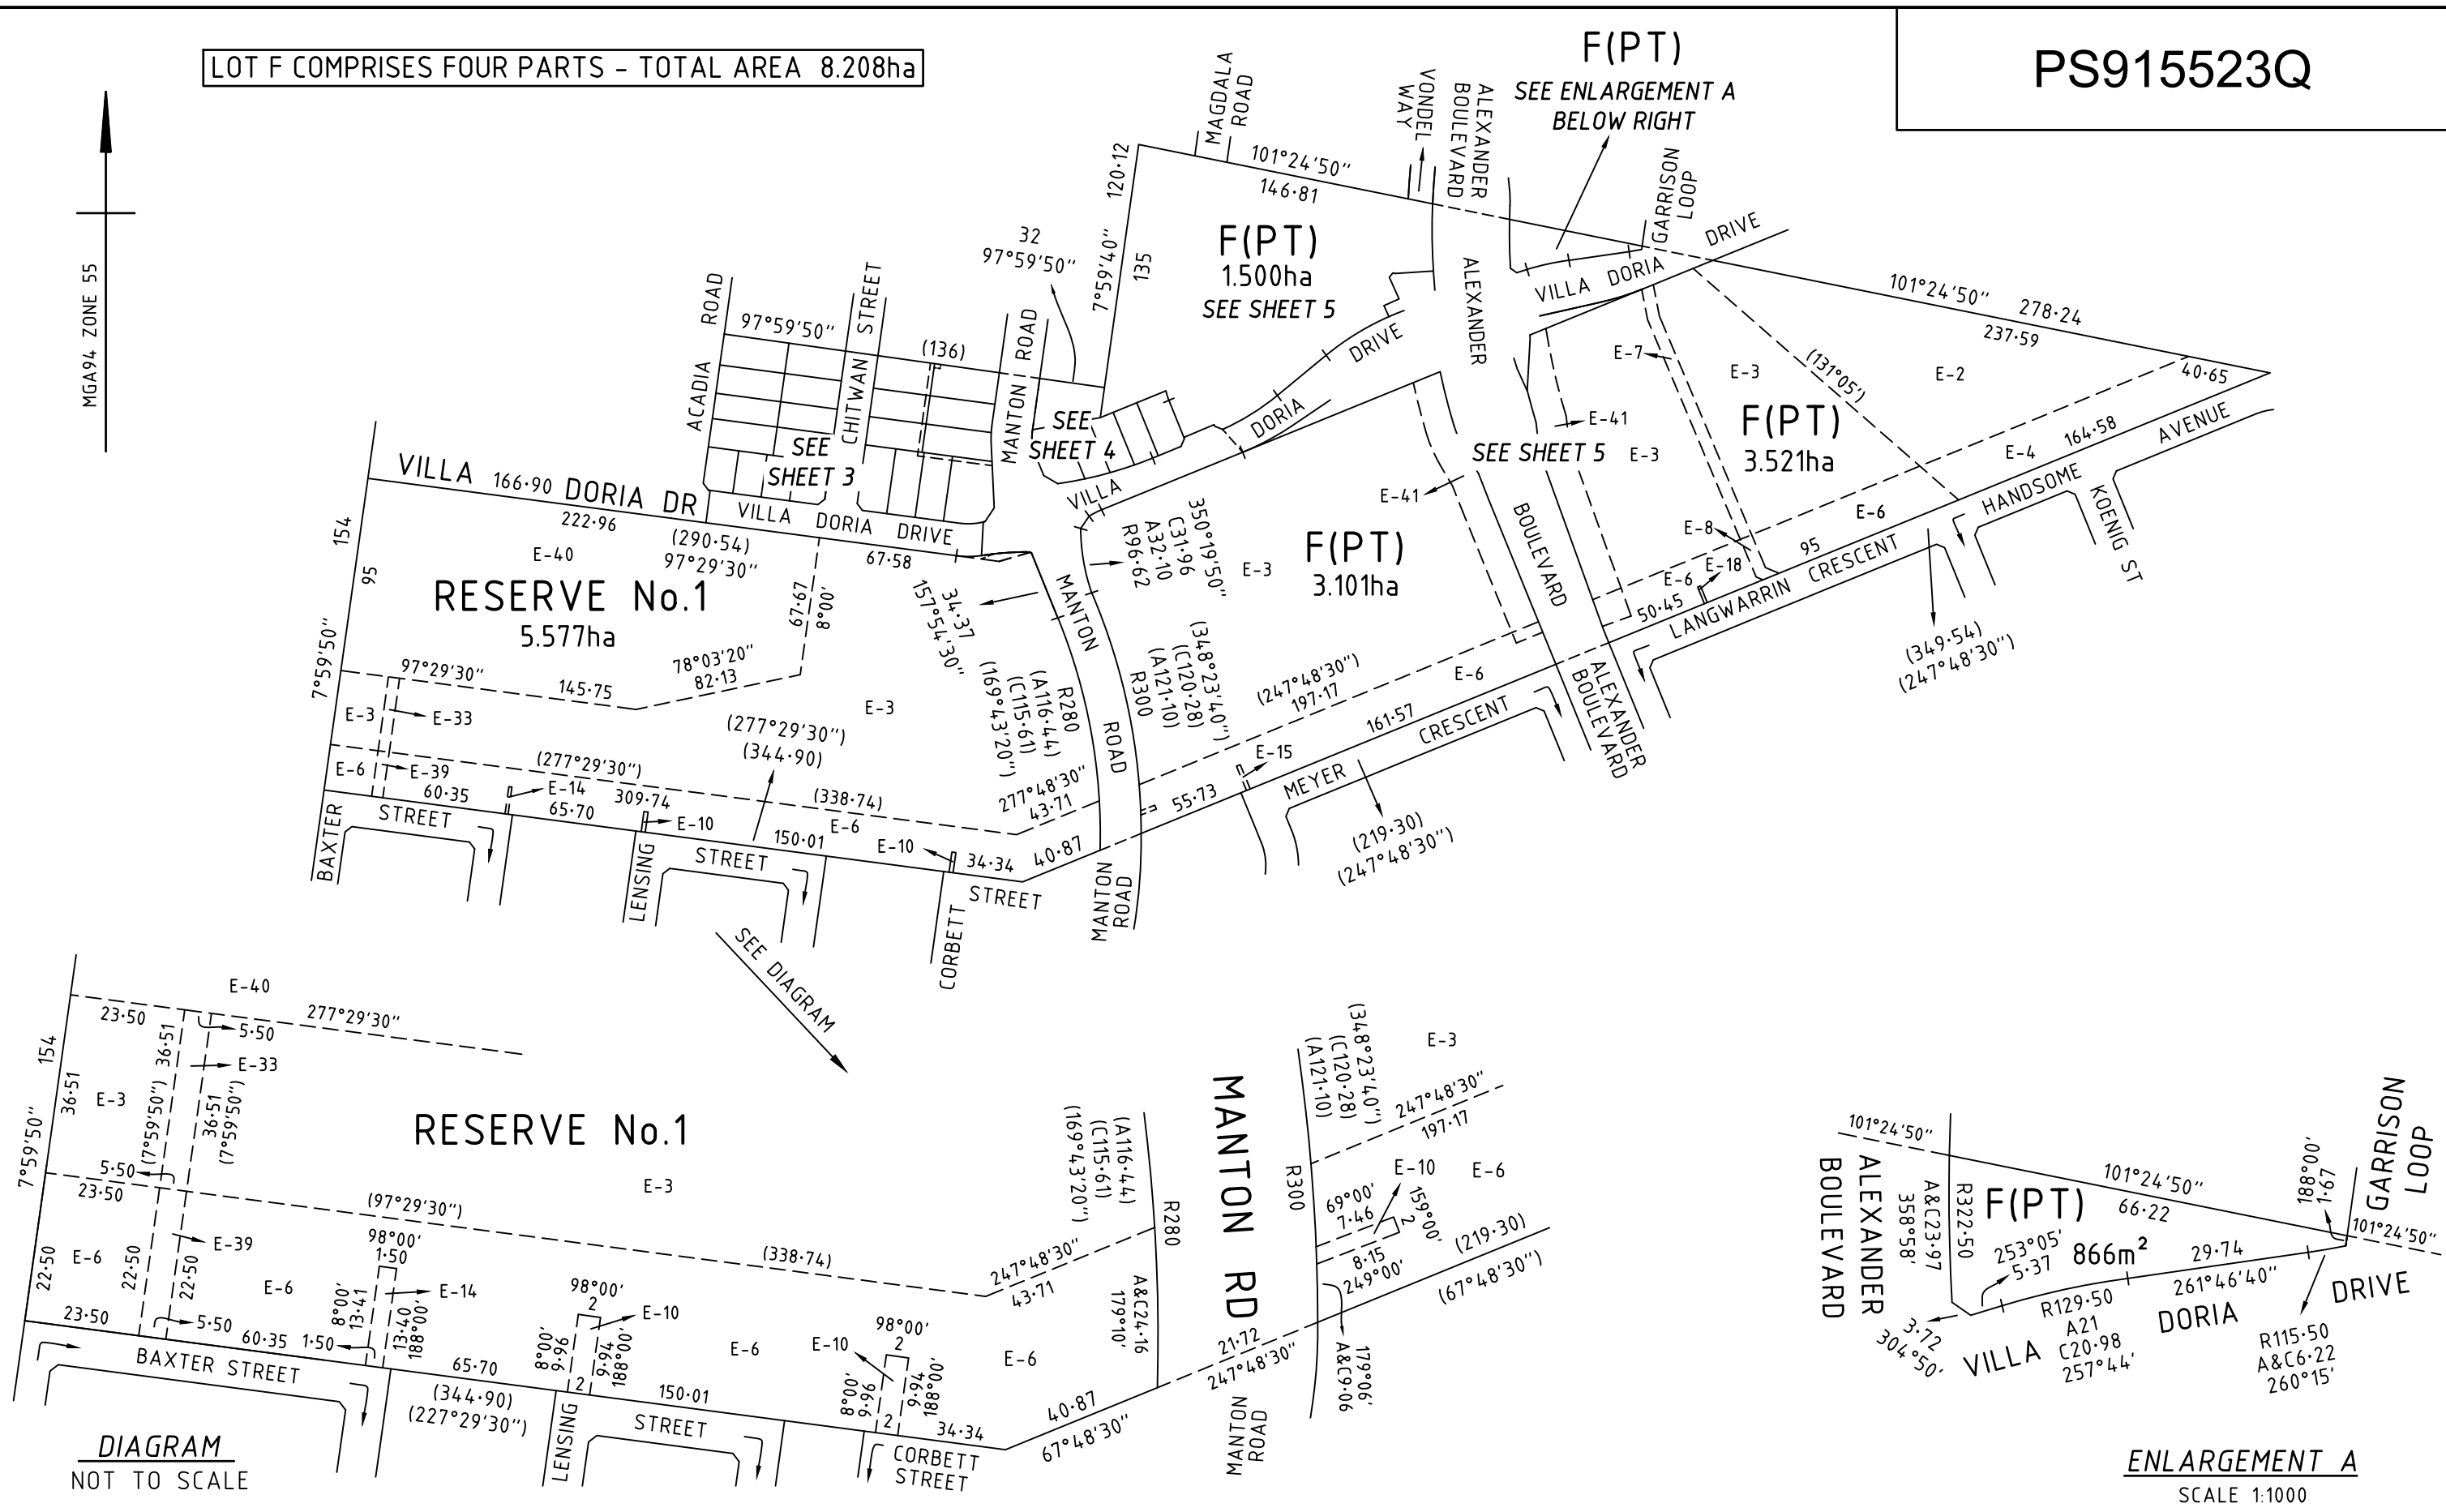 LOT F COMPRISES FOUR PARTS - TOTAL AREA 8.208ha
PS915523Q
MGA94 ZONE 55
F(PT)
SEE ENLARGEMENT A
BELOW RIGHT
MAGDALA
ROAD
VONDEL
WAY
ALEXANDER
BOULEVARD
GARRISON
LOOP
101°24'50"
146·81
120·12
7°59'40"
135
F(PT)
1.500ha
SEE SHEET 5
32
97°59'50"
VILLA DORIA DRIVE
101°24'50" 278·24
237·59
40·65
ACADIA ROAD
97°59'50"
CHITWAN STREET
(136)
MANTON ROAD
SEE
SHEET 3
SEE
SHEET 4
VILLA DORIA DRIVE
ALEXANDER
BOULEVARD
E-7
E-3
(131°05')
E-2
F(PT)
3.521ha
E-41
SEE SHEET 5
E-3
E-41
E-4
164·58
HANDSOME AVENUE
KOENIG ST
VILLA DORIA DR
166·90
222·96
(290·54)
97°29'30"
VILLA DORIA DRIVE
67·58
154
95
7°59'50"
E-40
RESERVE No.1
5.577ha
67·67
8°00'
34·37
157°54'30"
MANTON
ROAD
350°19'50"
C31·96
A32·10
R96·62
E-3
F(PT)
3.101ha
E-8
E-6
E-18
E-6
95
50·45
LANGWARRIN CRESCENT
(349·54)
(247°48'30")
97°29'30"
145·75
78°03'20"
82·13
E-3
E-33
E-3
(277°29'30")
(344·90)
R280
(A116·44)
(C115·61)
(169°43'20")
(348°23'40")
(C120·28)
(A121·10)
R300
(247°48'30")
197·17
E-6
161·57
ALEXANDER
BOULEVARD
E-6
E-39
(277°29'30")
60·35
E-14
65·70
309·74
E-10
(338·74)
E-6
150·01
E-10
34·34
277°48'30"
43·71
40·87
55·73
E-15
MEYER CRESCENT
(219·30)
(247°48'30")
BAXTER STREET
LENSING STREET
CORBETT STREET
MANTON
ROAD
SEE DIAGRAM
E-40
23·50
277°29'30"
5·50
154
36·51
36·51
E-33
E-3
36·51
(7°59'50")
(7°59'50")
7°59'50"
5·50
23·50
RESERVE No.1
E-3
(97°29'30")
(338·74)
22·50
E-6
22·50
22·50
E-39
E-6
98°00'
1·50
E-14
8°00'
13·41
13·40
188°00'
23·50
5·50
60·35
1·50
BAXTER STREET
65·70
(344·90)
(227°29'30")
98°00'
2
E-10
8°00'
9·96
9·94
188°00'
2
LENSING STREET
E-6
150·01
E-10
98°00'
2
8°00'
9·96
9·94
188°00'
2
E-6
34·34
CORBETT
STREET
(A116·44)
(C115·61)
(169°43'20")
R280
247°48'30"
43·71
A&C24·16
179°10'
40·87
67°48'30"
MANTON RD
(348°23'40")
(C120·28)
(A121·10)
R300
E-3
247°48'30"
197·17
E-10
E-6
69°00'
7·46
2
159°00'
8·15
249°00'
(219·30)
(67°48'30")
21·72
247°48'30"
179°06'
A&C9·06
MANTON
ROAD
DIAGRAM
NOT TO SCALE
101°24'50"
ALEXANDER
BOULEVARD
R322·50
A&C23·97
358°58'
F(PT)
866m²
253°05'
5·37
101°24'50"
66·22
188°00'
1·67
GARRISON
LOOP
101°24'50"
29·74
261°46'40"
3·72
304°50'
R129·50
A21
C20·98
257°44'
VILLA DORIA DRIVE
R115·50
A&C6·22
260°15'
ENLARGEMENT A
SCALE 1:1000